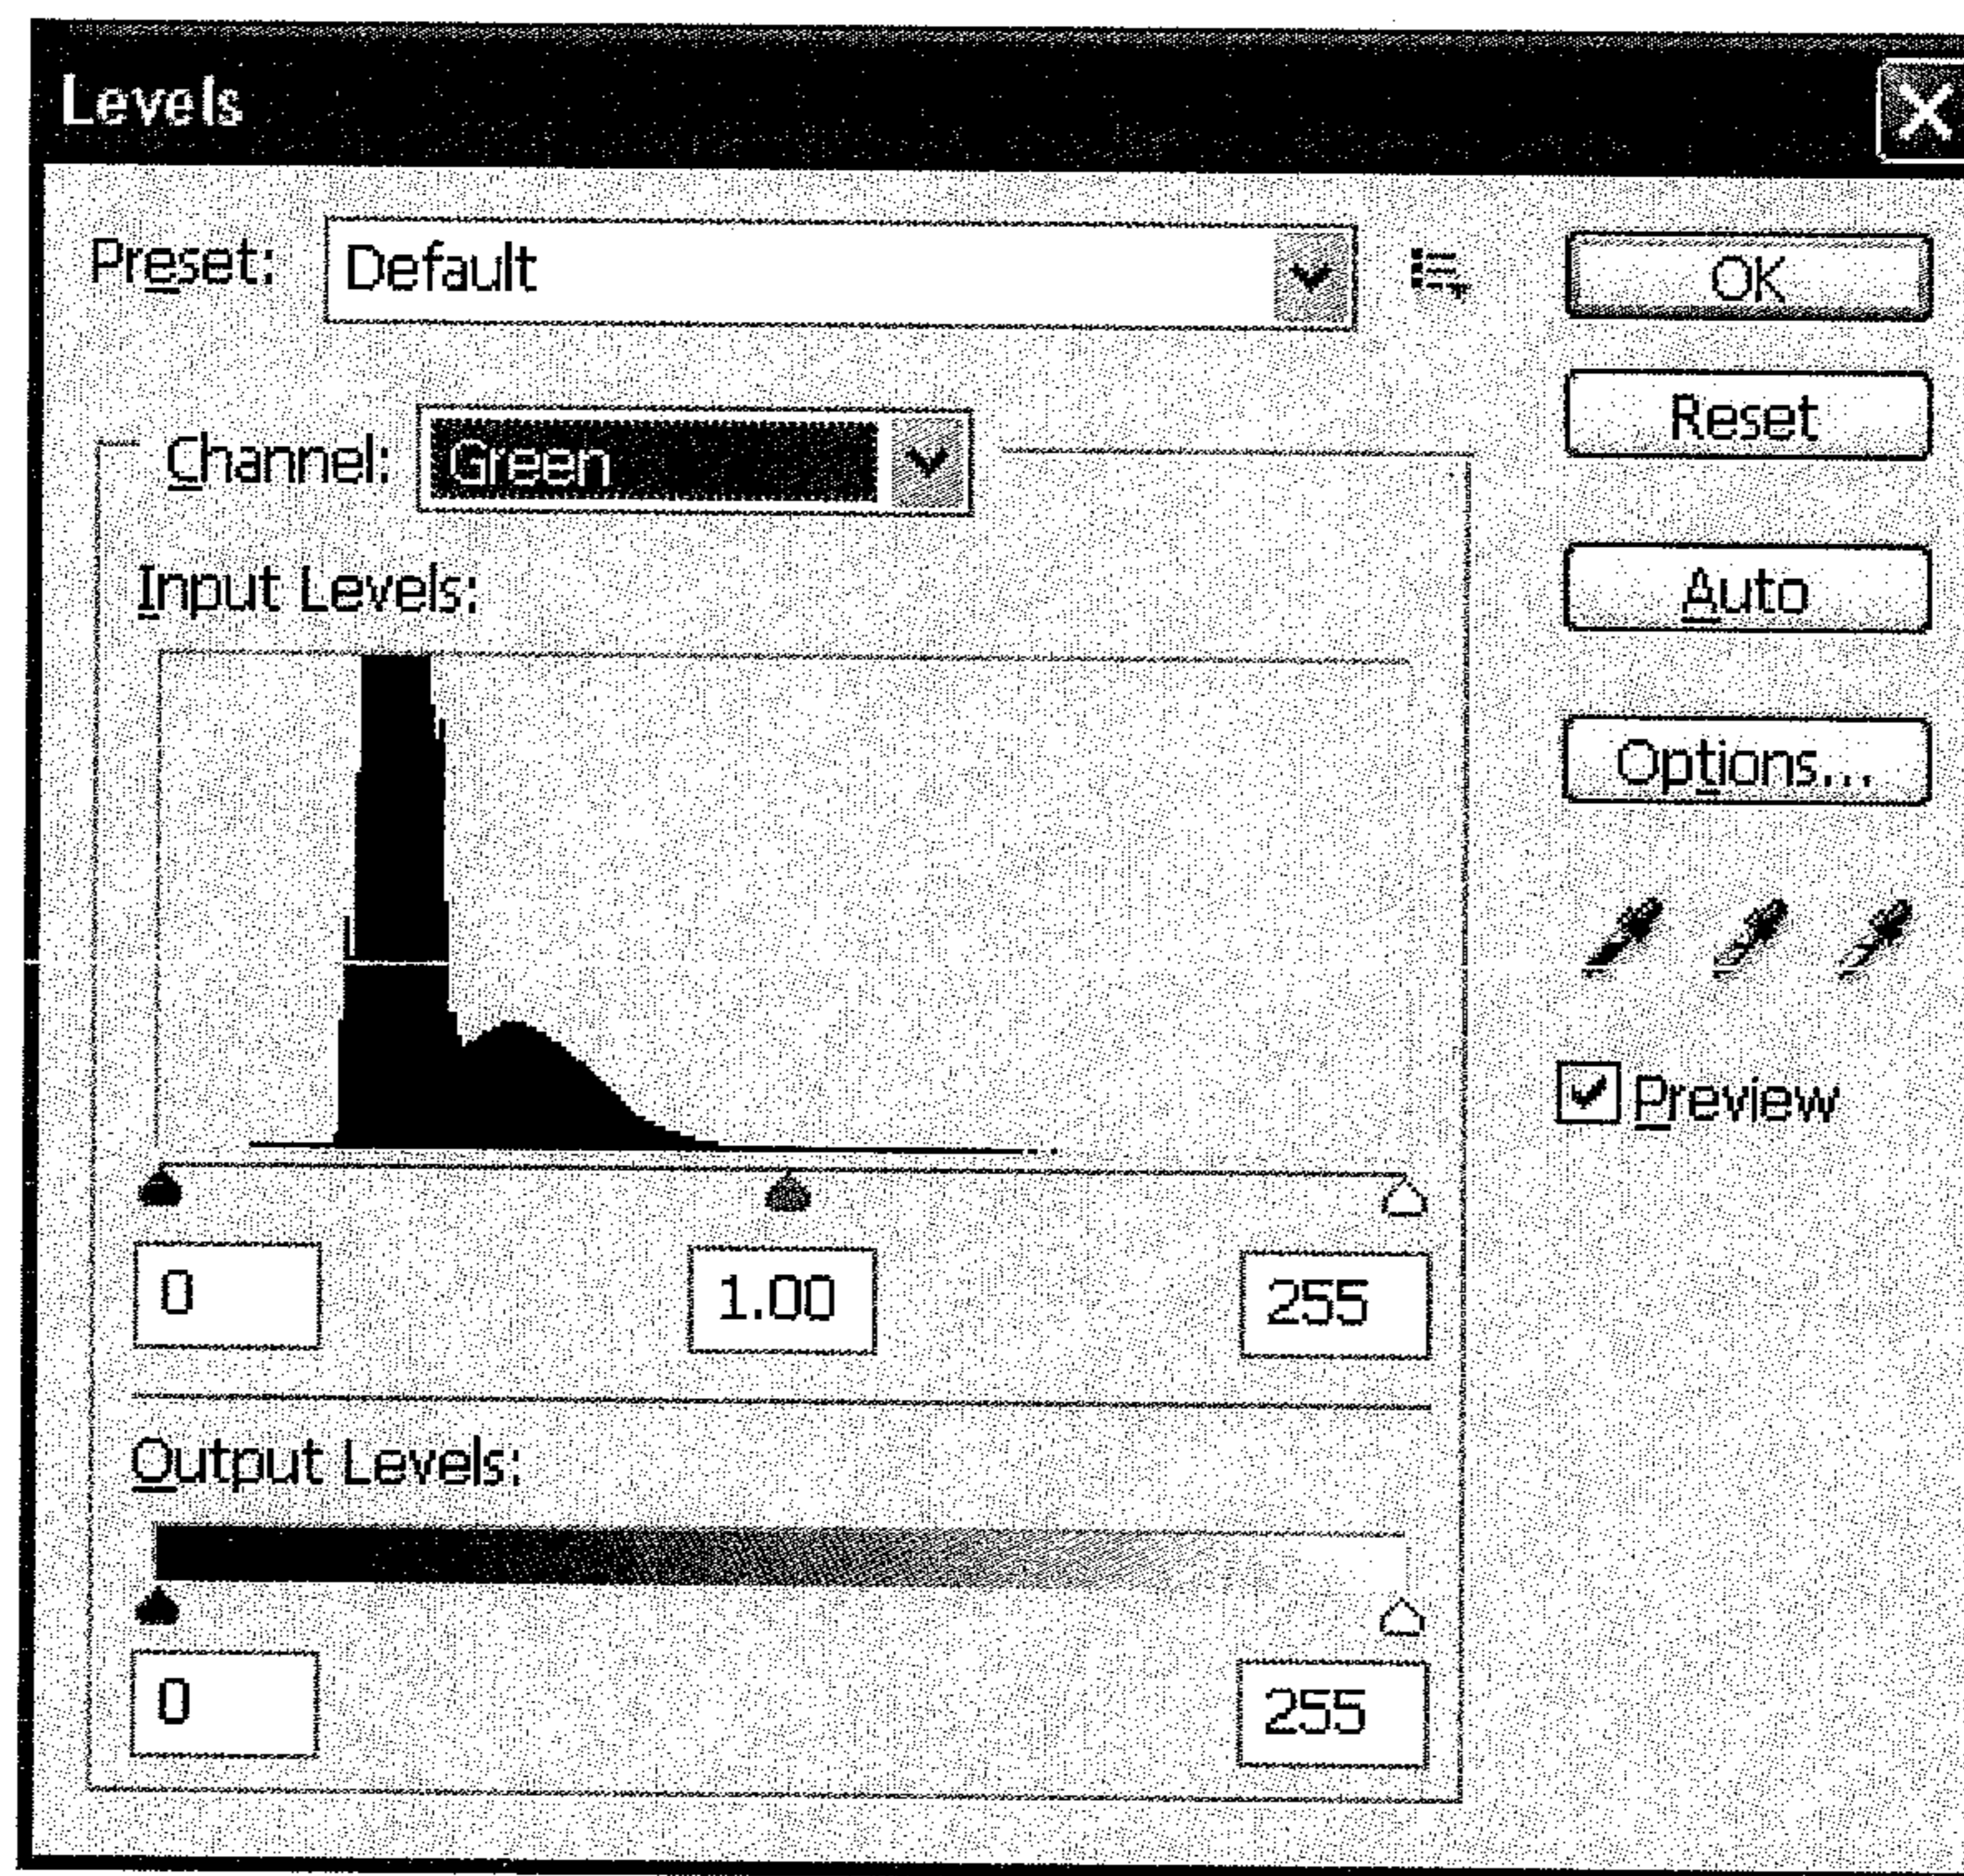 Levels
Preset: Default
OK
Reset
Channel: Green
Auto
Input Levels:
Options...
Preview
0 1.00 255
Output Levels:
0 255